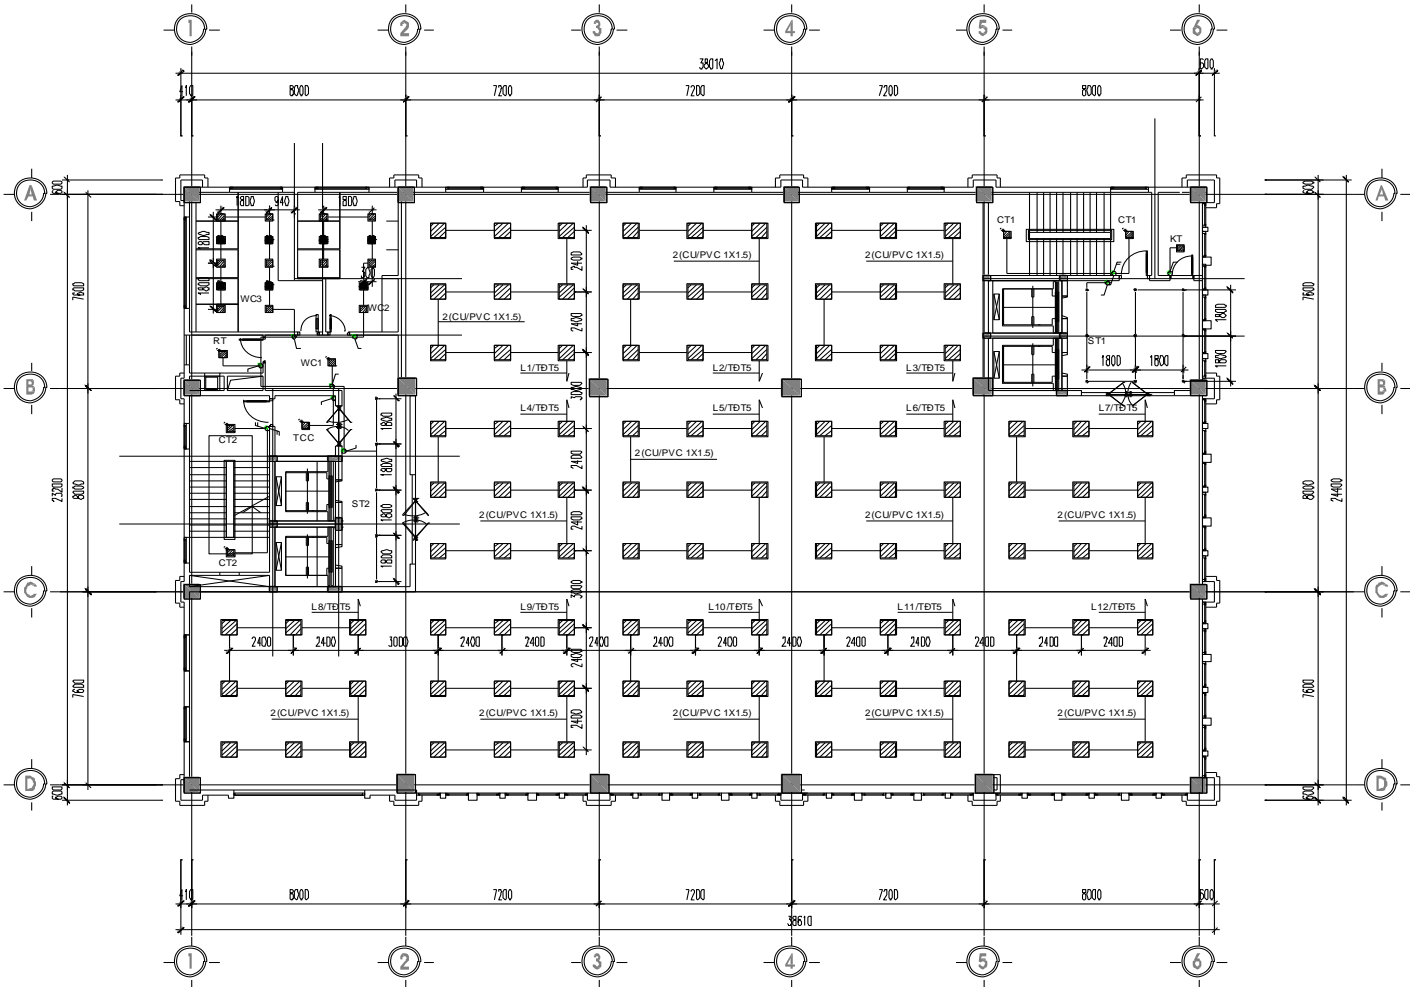 1 2 3 4 5 6
38010 600
410 8000 7200 7200 7200 8000
A A
600 600
1800 940 1800
CT1 CT1 KT
1800
2400
2(CU/PVC 1X1.5) 2(CU/PVC 1X1.5)
300
1800
7600 7600
WC3 WC2
2(CU/PVC 1X1.5)
2400
1800
RT
ST1
1800
WC1
1800 1800
L1/TĐT5 L2/TĐT5 L3/TĐT5
B B
3000
L4/TĐT5 L5/TĐT5 L6/TĐT5 L7/TĐT5
1800
CT2 TCC
2(CU/PVC 1X1.5)
2400
1800
23200 8000 8000 24400
ST2
1800
2(CU/PVC 1X1.5) 2(CU/PVC 1X1.5) 2(CU/PVC 1X1.5)
2400
CT2
1800
C C
3000
L8/TĐT5 L9/TĐT5 L10/TĐT5 L11/TĐT5 L12/TĐT5
2400 2400 3000 2400 2400 2400 2400 2400 2400 2400 2400 2400 2400 2400
2400
7600 7600
2(CU/PVC 1X1.5) 2(CU/PVC 1X1.5) 2(CU/PVC 1X1.5) 2(CU/PVC 1X1.5) 2(CU/PVC 1X1.5)
2400
D D
600 600
410 8000 7200 7200 7200 8000 600
38610
1 2 3 4 5 6